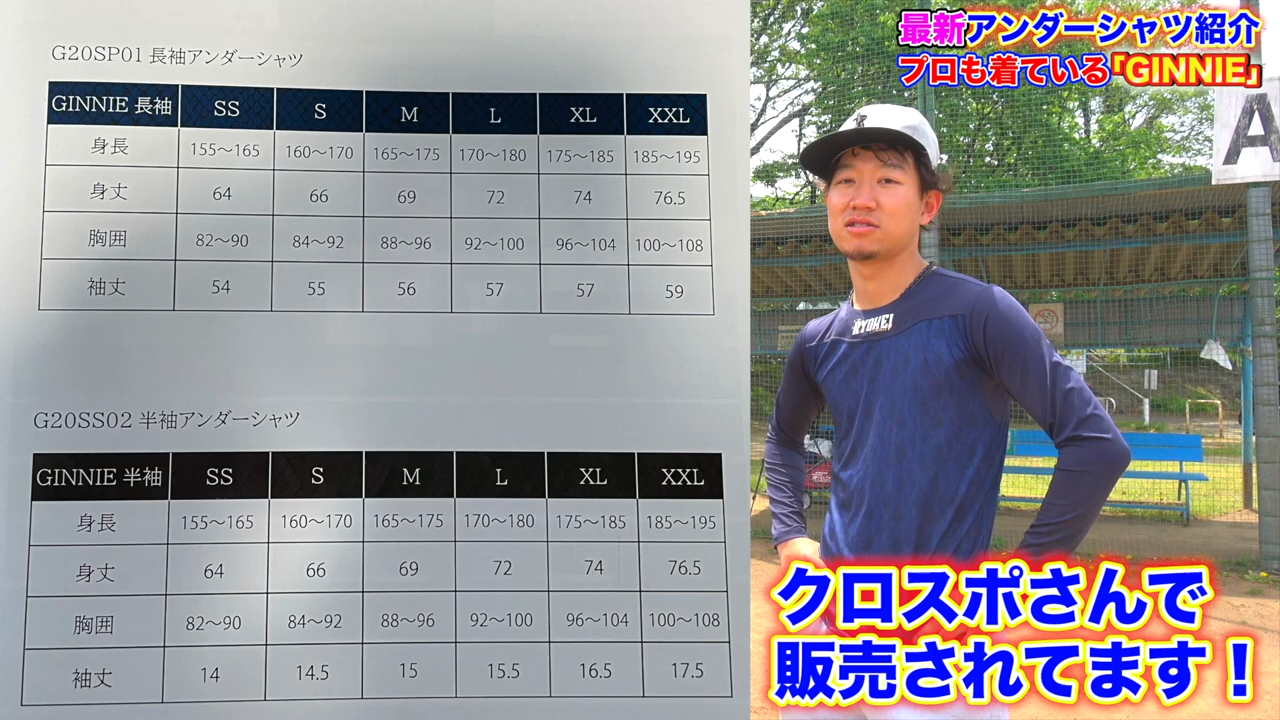 G20SP01 長袖アンダーシャツ
GINNIE 長袖 SS S M L XL XXL
身長 155～165 160～170 165～175 170～180 175～185 185～195
身丈 64 66 69 72 74 76.5
胸囲 82～90 84～92 88～96 92～100 96～104 100～108
袖丈 54 55 56 57 57 59
G20SS02 半袖アンダーシャツ
GINNIE 半袖 SS S M L XL XXL
身長 155～165 160～170 165～175 170～180 175～185 185～195
身丈 64 66 69 72 74 76.5
胸囲 82～90 84～92 88～96 92～100 96～104 100～108
袖丈 14 14.5 15 15.5 16.5 17.5
最新アンダーシャツ紹介
プロも着ている「GINNIE」
A
RYOHEI
クロスポさんで
販売されてます！